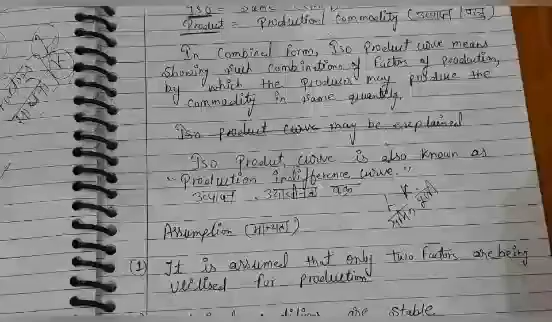 Iso = same
Product = Production / commodity (उत्पादन / वस्तु)
In Combined form, Iso product curve means
showing such combinations of factors of production,
by which the Producer may produce the
commodity in same quantity.
Iso product curve may be explained
Iso Product curve is also known as
"Production indifference curve."
उत्पादन उदासीनता वक्र
Assumption (मान्यता)
(1) It is assumed that only two factors are being
utilised for production
are stable